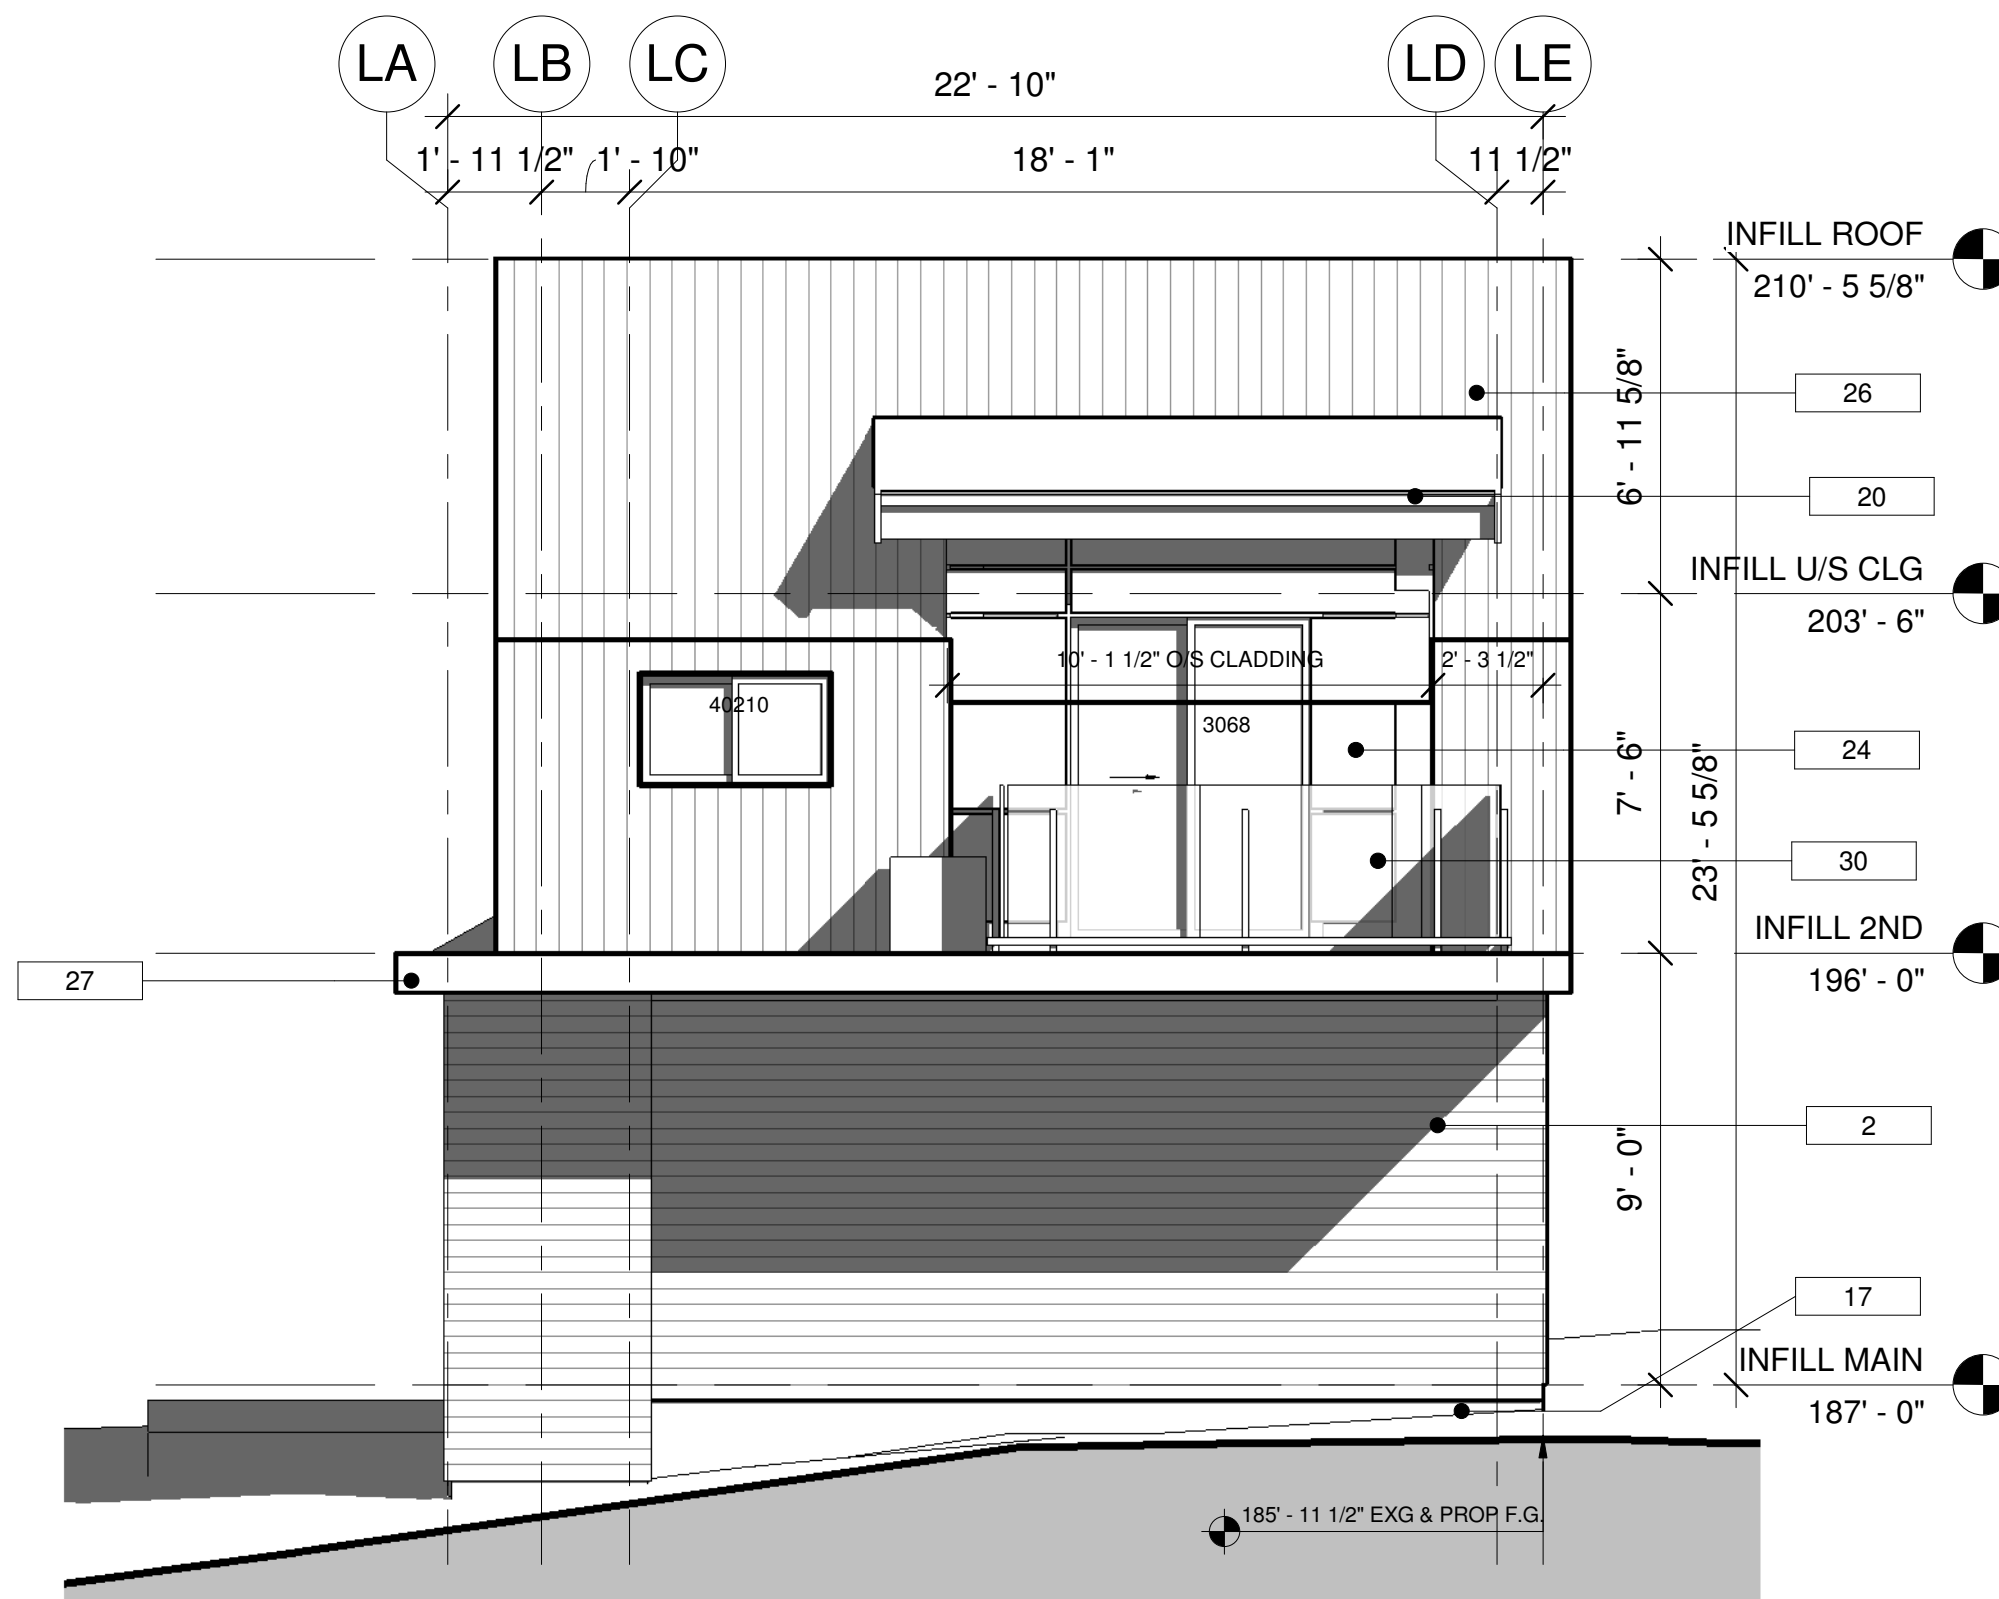 LA LB LC LD LE
22' - 10"
1' - 11 1/2" 1' - 10" 18' - 1" 11 1/2"
INFILL ROOF
210' - 5 5/8"
26
6' - 11 5/8"
20
INFILL U/S CLG
203' - 6"
10' - 1 1/2" O/S CLADDING 2' - 3 1/2"
40210
3068
24
7' - 6"
23' - 5 5/8"
30
INFILL 2ND
196' - 0"
27
2
9' - 0"
17
INFILL MAIN
187' - 0"
185' - 11 1/2" EXG & PROP F.G.